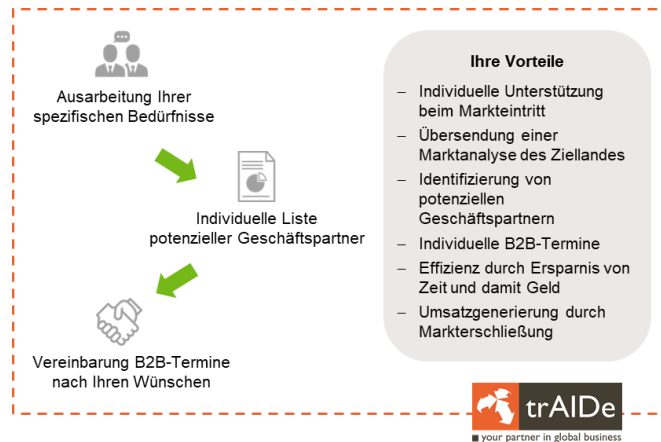 Ausarbeitung Ihrer
spezifischen Bedürfnisse
Individuelle Liste
potenzieller Geschäftspartner
Vereinbarung B2B-Termine
nach Ihren Wünschen
Ihre Vorteile
– Individuelle Unterstützung
beim Markteintritt
– Übersendung einer
Marktanalyse des Ziellandes
– Identifizierung von
potenziellen
Geschäftspartnern
– Individuelle B2B-Termine
– Effizienz durch Ersparnis von
Zeit und damit Geld
– Umsatzgenerierung durch
Markterschließung
trAIDe
your partner in global business